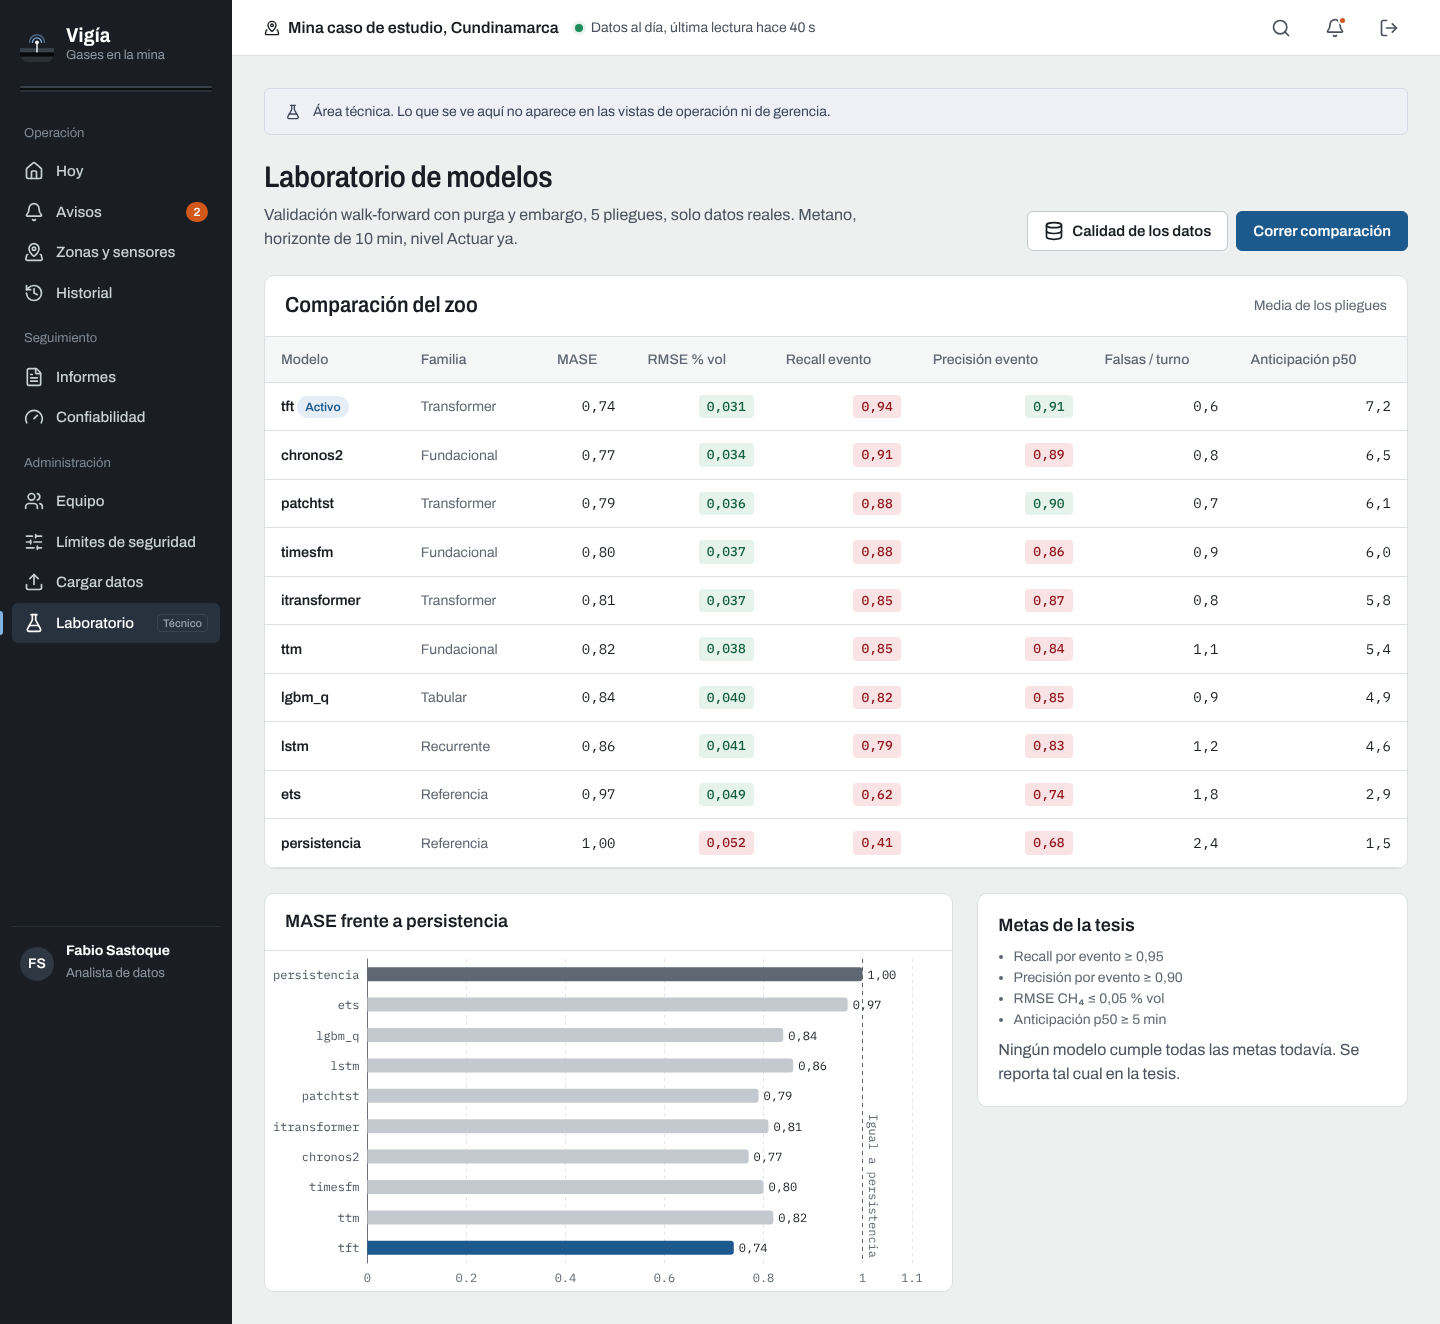 Vigía
Gases en la mina
Operación
Hoy
Avisos 2
Zonas y sensores
Historial
Seguimiento
Informes
Confiabilidad
Administración
Equipo
Límites de seguridad
Cargar datos
Laboratorio Técnico
FS Fabio Sastoque
Analista de datos
Mina caso de estudio, Cundinamarca Datos al día, última lectura hace 40 s
Área técnica. Lo que se ve aquí no aparece en las vistas de operación ni de gerencia.
Laboratorio de modelos
Validación walk-forward con purga y embargo, 5 pliegues, solo datos reales. Metano,
horizonte de 10 min, nivel Actuar ya.
Calidad de los datos Correr comparación
Comparación del zoo Media de los pliegues
Modelo Familia MASE RMSE % vol Recall evento Precisión evento Falsas / turno Anticipación p50
tft Activo Transformer 0,74 0,031 0,94 0,91 0,6 7,2
chronos2 Fundacional 0,77 0,034 0,91 0,89 0,8 6,5
patchtst Transformer 0,79 0,036 0,88 0,90 0,7 6,1
timesfm Fundacional 0,80 0,037 0,88 0,86 0,9 6,0
itransformer Transformer 0,81 0,037 0,85 0,87 0,8 5,8
ttm Fundacional 0,82 0,038 0,85 0,84 1,1 5,4
lgbm_q Tabular 0,84 0,040 0,82 0,85 0,9 4,9
lstm Recurrente 0,86 0,041 0,79 0,83 1,2 4,6
ets Referencia 0,97 0,049 0,62 0,74 1,8 2,9
persistencia Referencia 1,00 0,052 0,41 0,68 2,4 1,5
MASE frente a persistencia
persistencia 1,00
ets 0,97
lgbm_q 0,84
lstm 0,86
patchtst 0,79
itransformer 0,81
chronos2 0,77
timesfm 0,80
ttm 0,82
tft 0,74
Igual a persistencia
0 0.2 0.4 0.6 0.8 1 1.1
Metas de la tesis
• Recall por evento ≥ 0,95
• Precisión por evento ≥ 0,90
• RMSE CH₄ ≤ 0,05 % vol
• Anticipación p50 ≥ 5 min
Ningún modelo cumple todas las metas todavía. Se
reporta tal cual en la tesis.